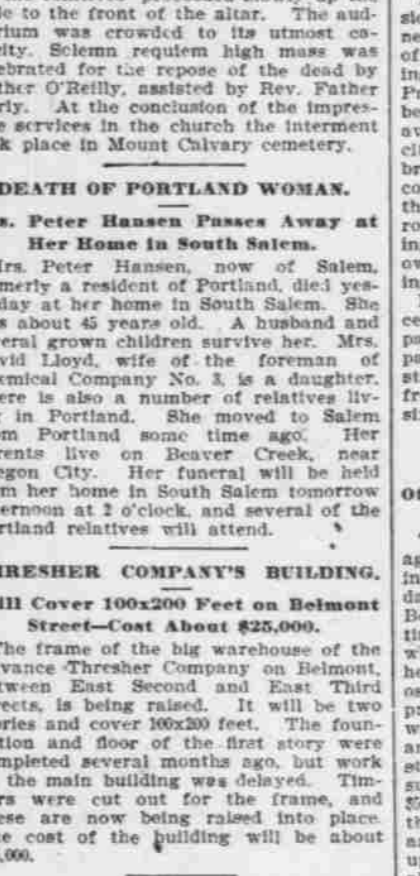 le to the front of the altar. The aud-
rium was crowded to its utmost ca-
city. Solemn requiem high mass was
ebrated for the repose of the dead by
ther O'Reilly, assisted by Rev. Father
rly. At the conclusion of the impres-
e services in the church the interment
k place in Mount Calvary cemetery.
DEATH OF PORTLAND WOMAN.
s. Peter Hansen Passes Away at
Her Home in South Salem.
rs. Peter Hansen, now of Salem,
merly a resident of Portland, died yes-
day at her home in South Salem. She
s about 45 years old. A husband and
eral grown children survive her. Mrs.
vid Lloyd, wife of the foreman of
emical Company No. 3, is a daughter.
ere is also a number of relatives liv-
g in Portland. She moved to Salem
om Portland some time ago. Her
rents live on Beaver Creek, near
egon City. Her funeral will be held
m her home in South Salem tomorrow
ernoon at 2 o'clock, and several of the
rtland relatives will attend.
HRESHER COMPANY'S BUILDING.
ill Cover 100x200 Feet on Belmont
Street—Cost About $25,000.
he frame of the big warehouse of the
vance Thresher Company on Belmont,
tween East Second and East Third
reets, is being raised. It will be two
ories and cover 100x200 feet. The foun-
tion and floor of the first story were
mpleted several months ago, but work
the main building was delayed. Tim-
rs were cut out for the frame, and
ese are now being raised into place.
e cost of the building will be about
,000.